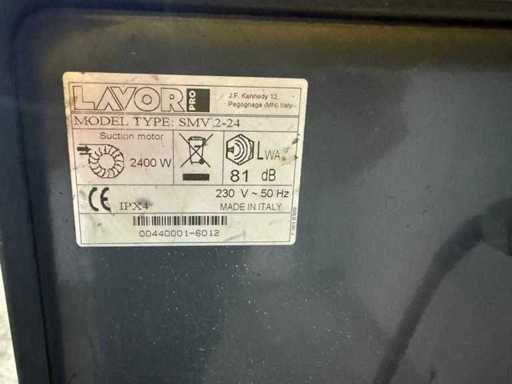 LAVOR PRO
J.F. Kennedy 12,
Pegognaga (MN) Italy
MODEL TYPE: SMV 2-24
Suction motor
2400 W
LWA
81 dB
CE IPX4
230 V ~ 50 Hz
MADE IN ITALY
00440001-6012